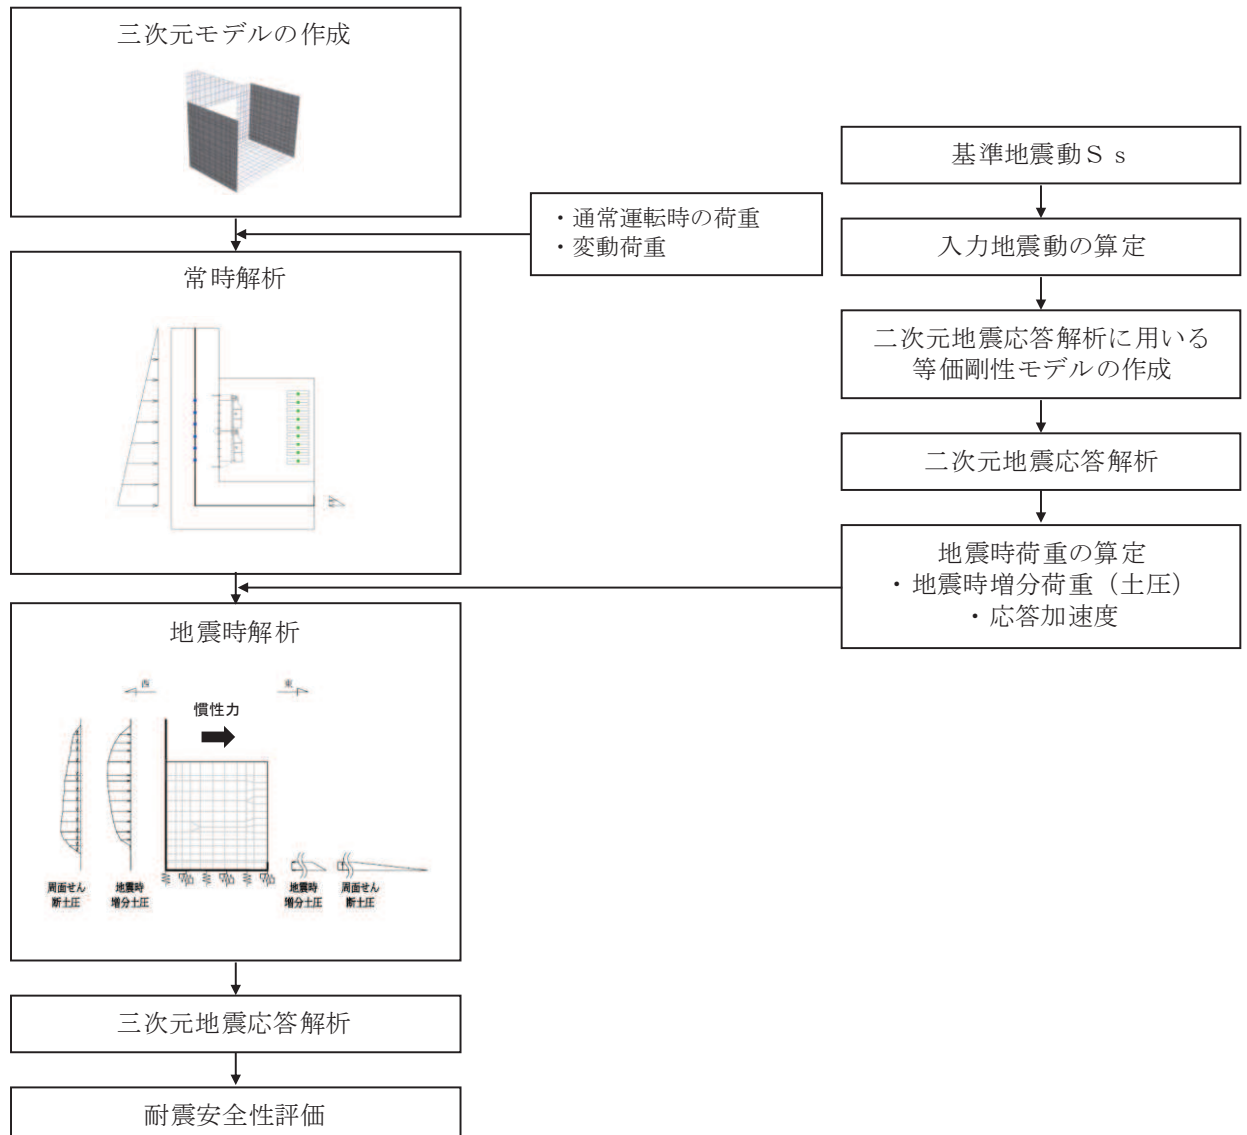 三次元モデルの作成
・通常運転時の荷重
・変動荷重
常時解析
基準地震動Ｓｓ
入力地震動の算定
二次元地震応答解析に用いる
等価剛性モデルの作成
二次元地震応答解析
地震時荷重の算定
・地震時増分荷重（土圧）
・応答加速度
地震時解析
西
東
慣性力
周面せん
断土圧
地震時
増分土圧
地震時
増分土圧
周面せん
断土圧
三次元地震応答解析
耐震安全性評価